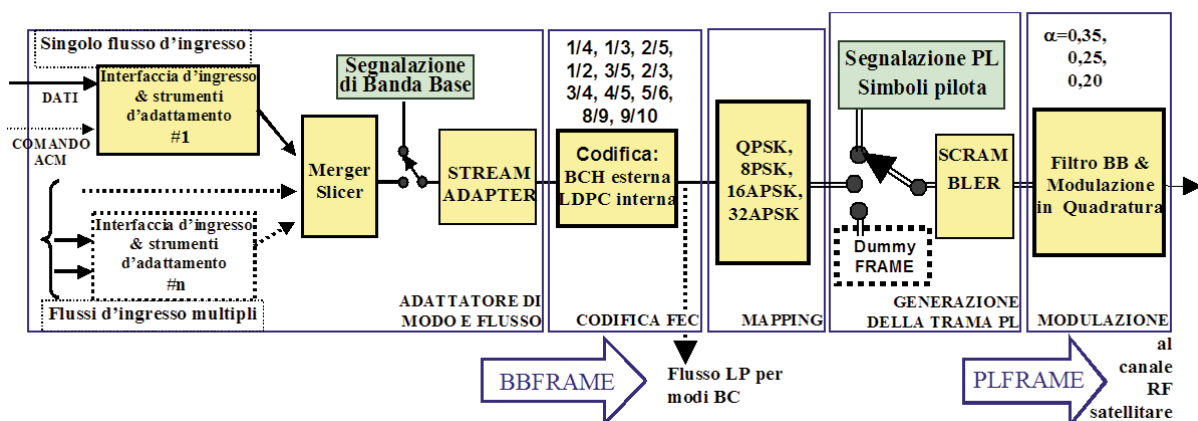 Singolo flusso d'ingresso
DATI
COMANDO
ACM
Interfaccia d'ingresso
& strumenti
d'adattamento
#1
Interfaccia d'ingresso
& strumenti
d'adattamento
#n
Flussi d'ingresso multipli
Merger
Slicer
Segnalazione
di Banda Base
STREAM
ADAPTER
ADATTATORE DI
MODO E FLUSSO
1/4, 1/3, 2/5,
1/2, 3/5, 2/3,
3/4, 4/5, 5/6,
8/9, 9/10
Codifica:
BCH esterna
LDPC interna
CODIFICA FEC
QPSK,
8PSK,
16APSK,
32APSK
MAPPING
Segnalazione PL
Simboli pilota
Dummy
FRAME
SCRAM
BLER
GENERAZIONE
DELLA TRAMA PL
α=0,35,
0,25,
0,20
Filtro BB &
Modulazione
in Quadratura
MODULAZIONE
BBFRAME
Flusso LP per
modi BC
PLFRAME
al
canale
RF
satellitare